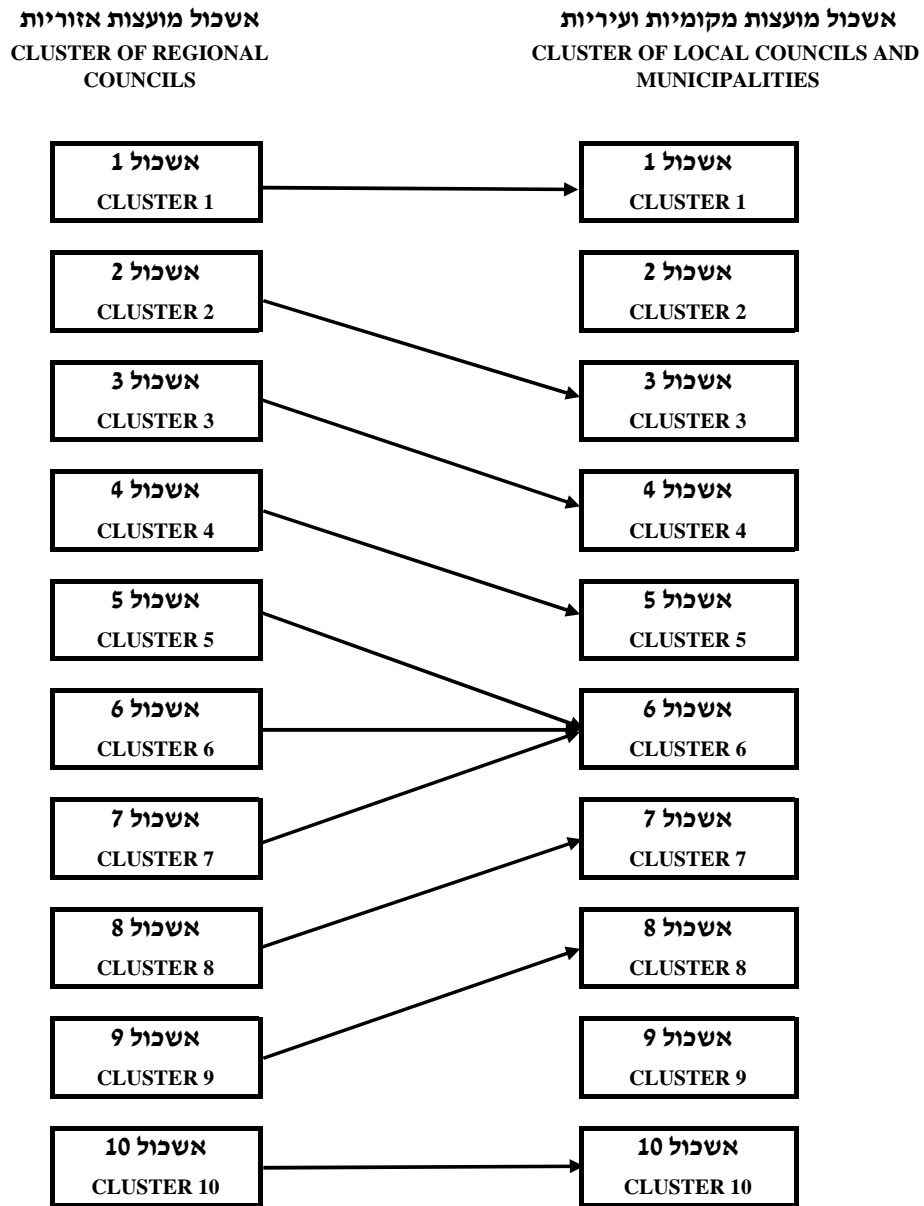 אשכול מועצות אזוריות
CLUSTER OF REGIONAL
COUNCILS
אשכול מועצות מקומיות ועיריות
CLUSTER OF LOCAL COUNCILS AND
MUNICIPALITIES
אשכול 1
CLUSTER 1
אשכול 1
CLUSTER 1
אשכול 2
CLUSTER 2
אשכול 2
CLUSTER 2
אשכול 3
CLUSTER 3
אשכול 3
CLUSTER 3
אשכול 4
CLUSTER 4
אשכול 4
CLUSTER 4
אשכול 5
CLUSTER 5
אשכול 5
CLUSTER 5
אשכול 6
CLUSTER 6
אשכול 6
CLUSTER 6
אשכול 7
CLUSTER 7
אשכול 7
CLUSTER 7
אשכול 8
CLUSTER 8
אשכול 8
CLUSTER 8
אשכול 9
CLUSTER 9
אשכול 9
CLUSTER 9
אשכול 10
CLUSTER 10
אשכול 10
CLUSTER 10